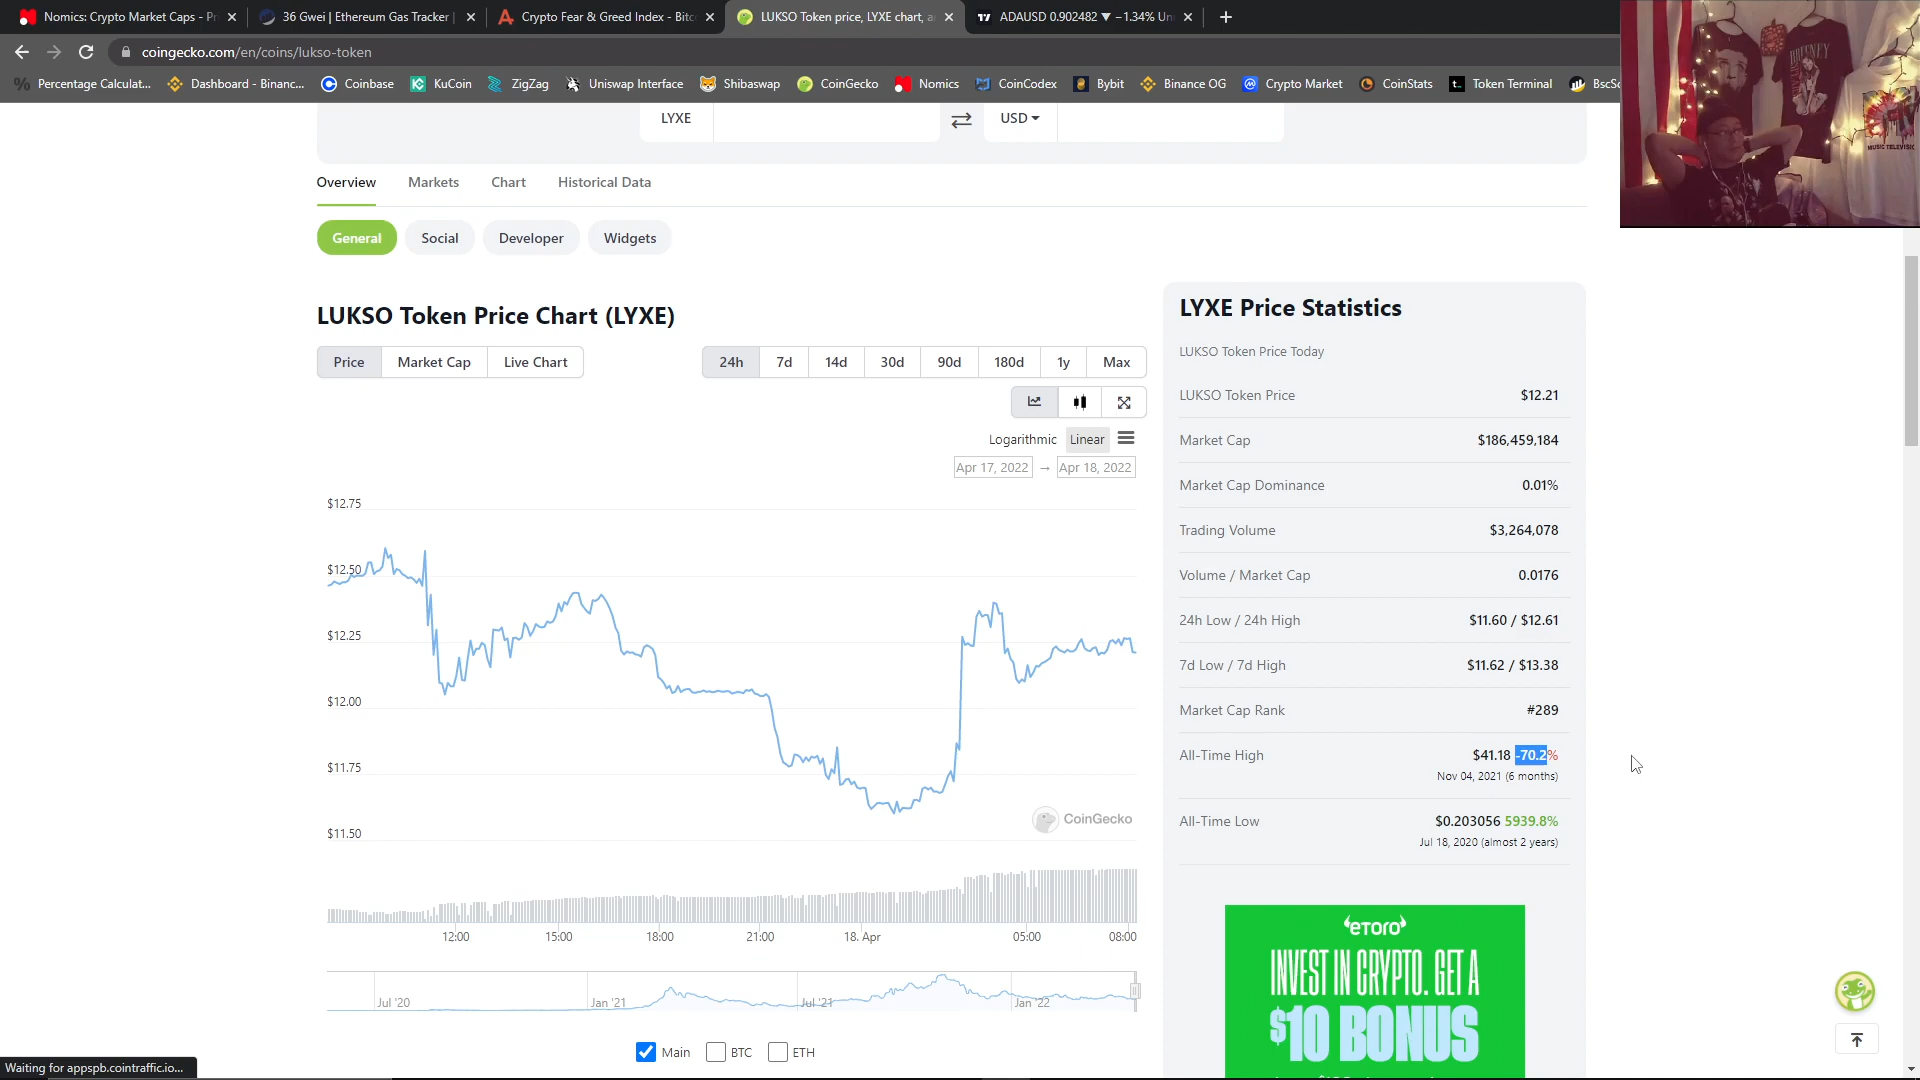 Nomics: Crypto Market Caps - Pr
36 Gwei | Ethereum Gas Tracker |
Crypto Fear & Greed Index - Bitc
LUKSO Token price, LYXE chart, a
ADAUSD 0.902482 ▼ −1.34% Un
coingecko.com/en/coins/lukso-token
Percentage Calculat...
Dashboard - Binanc...
Coinbase
KuCoin
ZigZag
Uniswap Interface
Shibaswap
CoinGecko
Nomics
CoinCodex
Bybit
Binance OG
Crypto Market
CoinStats
Token Terminal
BscSc
MUSIC TELEVISIO
LYXE
USD
Overview
Markets
Chart
Historical Data
General
Social
Developer
Widgets
LUKSO Token Price Chart (LYXE)
Price
Market Cap
Live Chart
24h
7d
14d
30d
90d
180d
1y
Max
Logarithmic
Linear
Apr 17, 2022 → Apr 18, 2022
$12.75
$12.50
$12.25
$12.00
$11.75
$11.50
CoinGecko
12:00
15:00
18:00
21:00
18. Apr
05:00
08:00
Jul '20
Jan '21
Jul '21
Jan '22
Main
BTC
ETH
LYXE Price Statistics
LUKSO Token Price Today
LUKSO Token Price $12.21
Market Cap $186,459,184
Market Cap Dominance 0.01%
Trading Volume $3,264,078
Volume / Market Cap 0.0176
24h Low / 24h High $11.60 / $12.61
7d Low / 7d High $11.62 / $13.38
Market Cap Rank #289
All-Time High $41.18 -70.2%
Nov 04, 2021 (6 months)
All-Time Low $0.203056 5939.8%
Jul 18, 2020 (almost 2 years)
eToro
INVEST IN CRYPTO. GET A
$10 BONUS
Waiting for appspb.cointraffic.io...